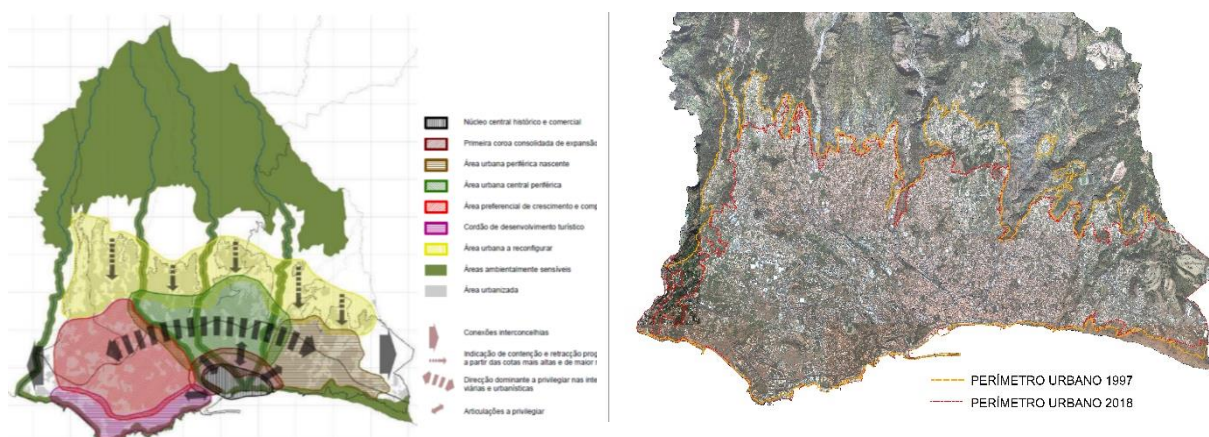 Núcleo central histórico e comercial
Primeira coroa consolidada de expansão
Área urbana periférica nascente
Área urbana central periférica
Área preferencial de crescimento e comp
Cordão de desenvolvimento turístico
Área urbana a reconfigurar
Áreas ambientalmente sensíveis
Área urbanizada
Conexões interconcelhias
Indicação de contenção e retracção prog
a partir das cotas mais altas e de maior r
Direcção dominante a privilegiar nas inter
viárias e urbanísticas
Articulações a privilegiar
PERÍMETRO URBANO 1997
PERÍMETRO URBANO 2018